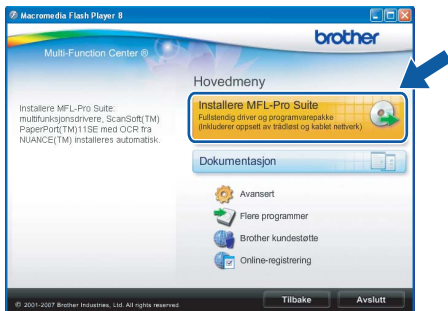 Macromedia Flash Player 8
brother
Multi-Function Center ®
Hovedmeny
Installere MFL-Pro Suite:
multifunksjonsdrivere, ScanSoft(TM)
PaperPort(TM)11SE med OCR fra
NUANCE(TM) installeres automatisk.
Installere MFL-Pro Suite
Fullstendig driver og programvarepakke
(Inkluderer oppsett av trådløst og kablet nettverk)
Dokumentasjon
Avansert
Flere programmer
Brother kundestøtte
Online-registrering
© 2001-2007 Brother Industries, Ltd. All rights reserved.
Tilbake
Avslutt